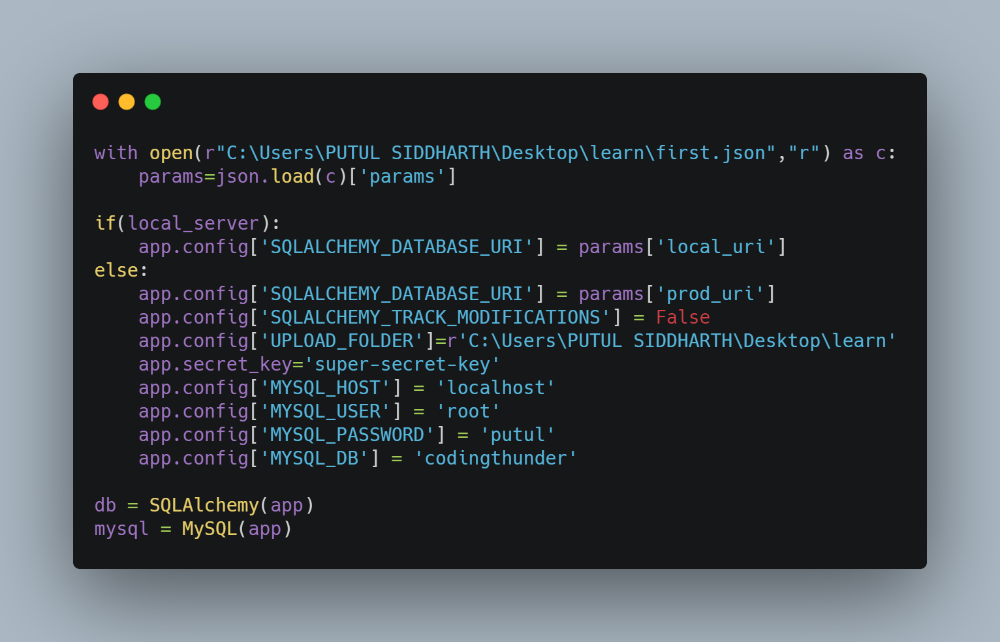 with open(r"C:\Users\PUTUL SIDDHARTH\Desktop\learn\first.json","r") as c:
    params=json.load(c)['params']

if(local_server):
    app.config['SQLALCHEMY_DATABASE_URI'] = params['local_uri']
else:
    app.config['SQLALCHEMY_DATABASE_URI'] = params['prod_uri']
    app.config['SQLALCHEMY_TRACK_MODIFICATIONS'] = False
    app.config['UPLOAD_FOLDER']=r'C:\Users\PUTUL SIDDHARTH\Desktop\learn'
    app.secret_key='super-secret-key'
    app.config['MYSQL_HOST'] = 'localhost'
    app.config['MYSQL_USER'] = 'root'
    app.config['MYSQL_PASSWORD'] = 'putul'
    app.config['MYSQL_DB'] = 'codingthunder'

db = SQLAlchemy(app)
mysql = MySQL(app)